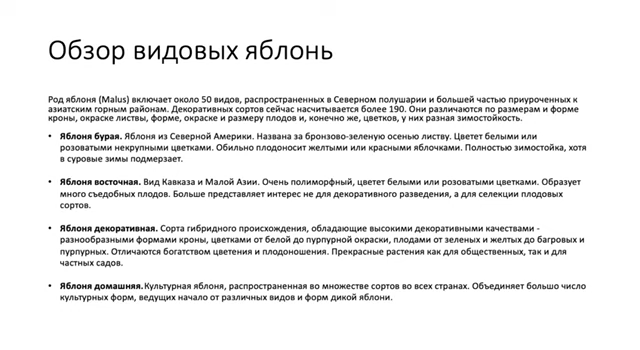 Обзор видовых яблонь
Род яблоня (Malus) включает около 50 видов, распространенных в Северном полушарии и большей частью приуроченных к
азиатским горным районам. Декоративных сортов сейчас насчитывается более 190. Они различаются по размерам и форме
кроны, окраске листвы, форме, окраске и размеру плодов и, конечно же, цветков, у них разная зимостойкость.
• Яблоня бурая. Яблоня из Северной Америки. Названа за бронзово-зеленую осенью листву. Цветет белыми или
розоватыми некрупными цветками. Обильно плодоносит желтыми или красными яблочками. Полностью зимостойка, хотя
в суровые зимы подмерзает.
• Яблоня восточная. Вид Кавказа и Малой Азии. Очень полиморфный, цветет белыми или розоватыми цветками. Образует
много съедобных плодов. Больше представляет интерес не для декоративного разведения, а для селекции плодовых
сортов.
• Яблоня декоративная. Сорта гибридного происхождения, обладающие высокими декоративными качествами -
разнообразными формами кроны, цветками от белой до пурпурной окраски, плодами от зеленых и желтых до багровых и
пурпурных. Отличаются богатством цветения и плодоношения. Прекрасные растения как для общественных, так и для
частных садов.
• Яблоня домашняя.Культурная яблоня, распространенная во множестве сортов во всех странах. Объединяет большо число
культурных форм, ведущих начало от различных видов и форм дикой яблони.